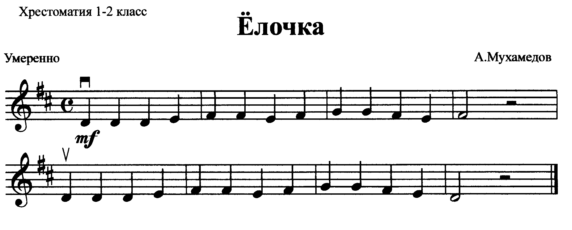 Хрестоматия 1-2 класс
Ёлочка
Умеренно
А.Мухамедов
mf